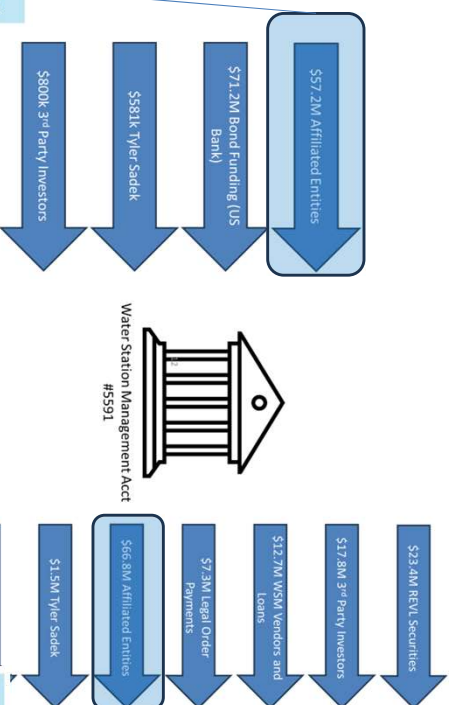 $57.2M Affiliated Entities
$71.2M Bond Funding (US
Bank)
$581k Tyler Sadek
$800k 3rd Party Investors
Water Station Management Acct
#5591
$23.4M REVL Securities
$17.8M 3rd Party Investors
$12.7M WSM Vendors and
Loans
$7.3M Legal Order
Payments
$66.8M Affiliated Entities
$1.5M Tyler Sadek